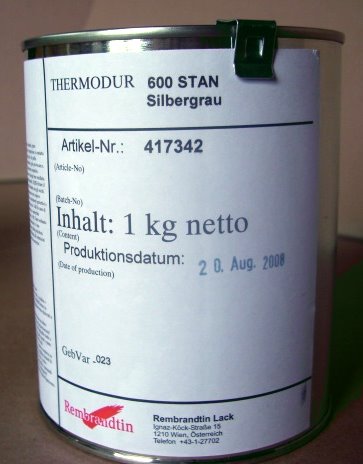 THERMODUR 600 STAN
Silbergrau
Artikel-Nr.: 417342
(Article-No)
(Batch-No)
Inhalt: 1 kg netto
(Content)
Produktionsdatum: 20. Aug. 2008
(Date of production)
GebVar -023
Rembrandtin
Rembrandtin Lack
Ignaz-Köck-Straße 15
1210 Wien, Österreich
Telefon +43-1-27702